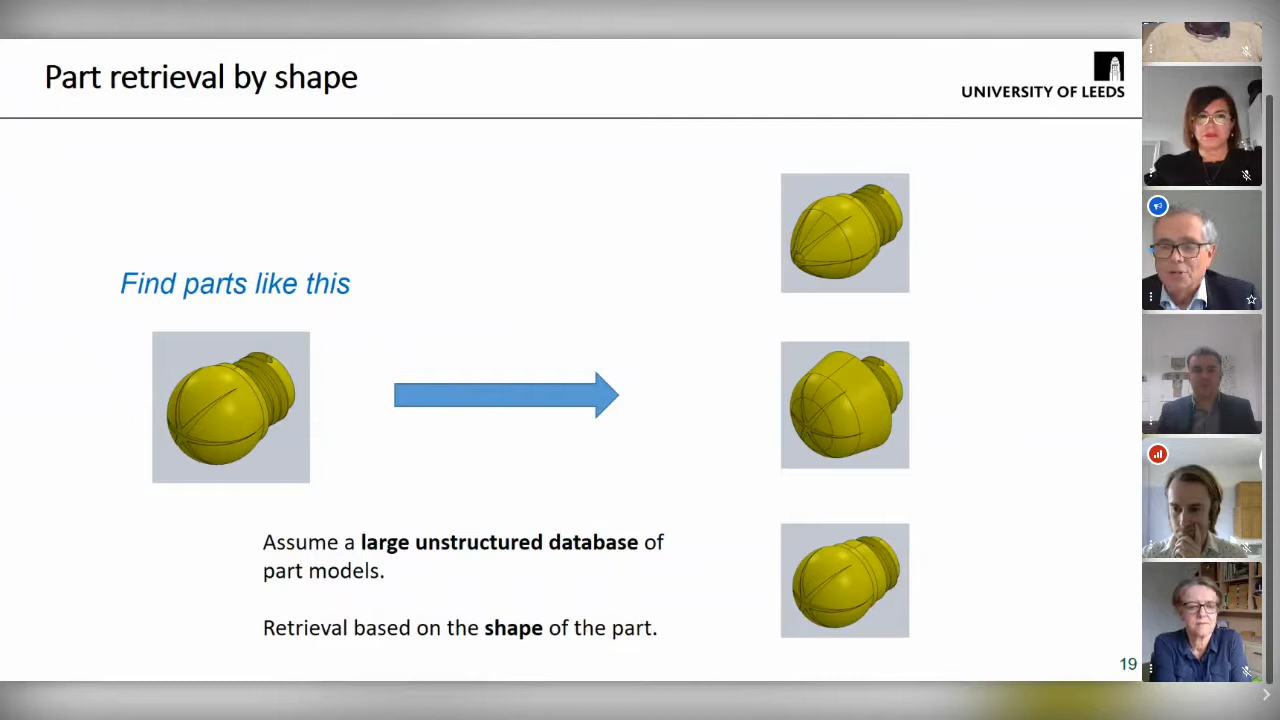 Part retrieval by shape
UNIVERSITY OF LEEDS
Find parts like this
Assume a large unstructured database of
part models.
Retrieval based on the shape of the part.
19